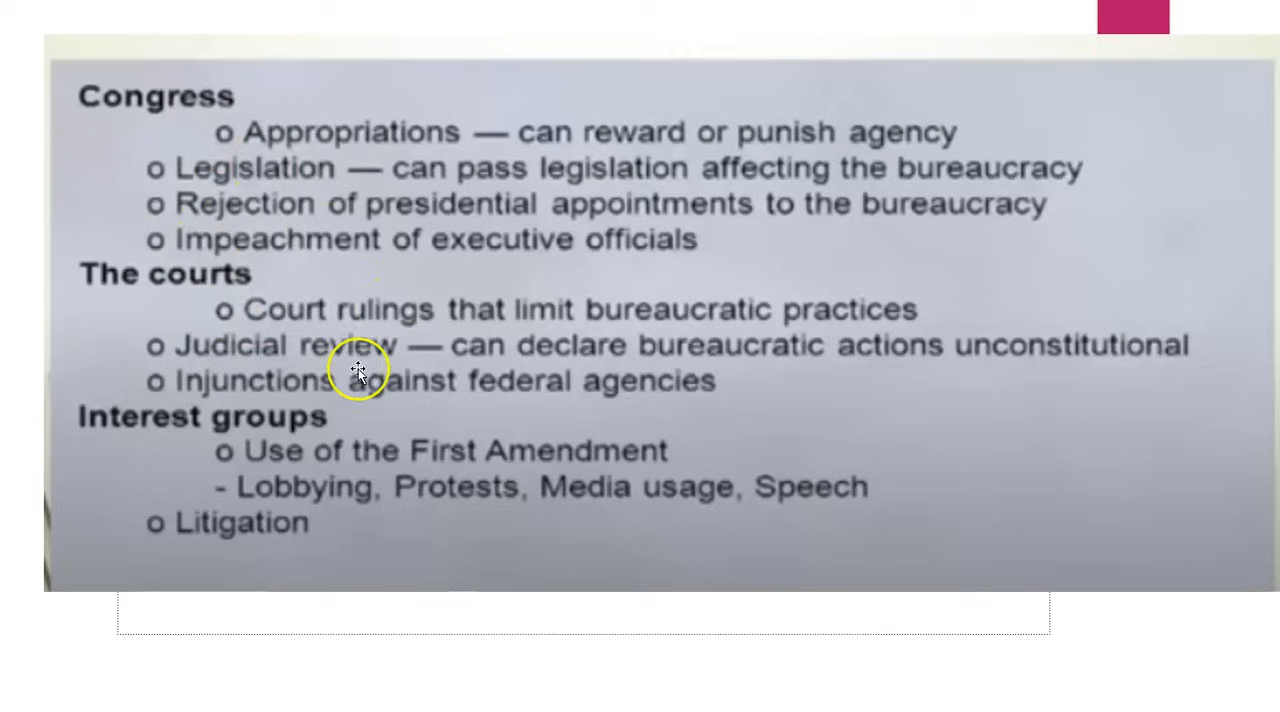 Congress
o Appropriations — can reward or punish agency
o Legislation — can pass legislation affecting the bureaucracy
o Rejection of presidential appointments to the bureaucracy
o Impeachment of executive officials
The courts
o Court rulings that limit bureaucratic practices
o Judicial review — can declare bureaucratic actions unconstitutional
o Injunctions against federal agencies
Interest groups
o Use of the First Amendment
- Lobbying, Protests, Media usage, Speech
o Litigation